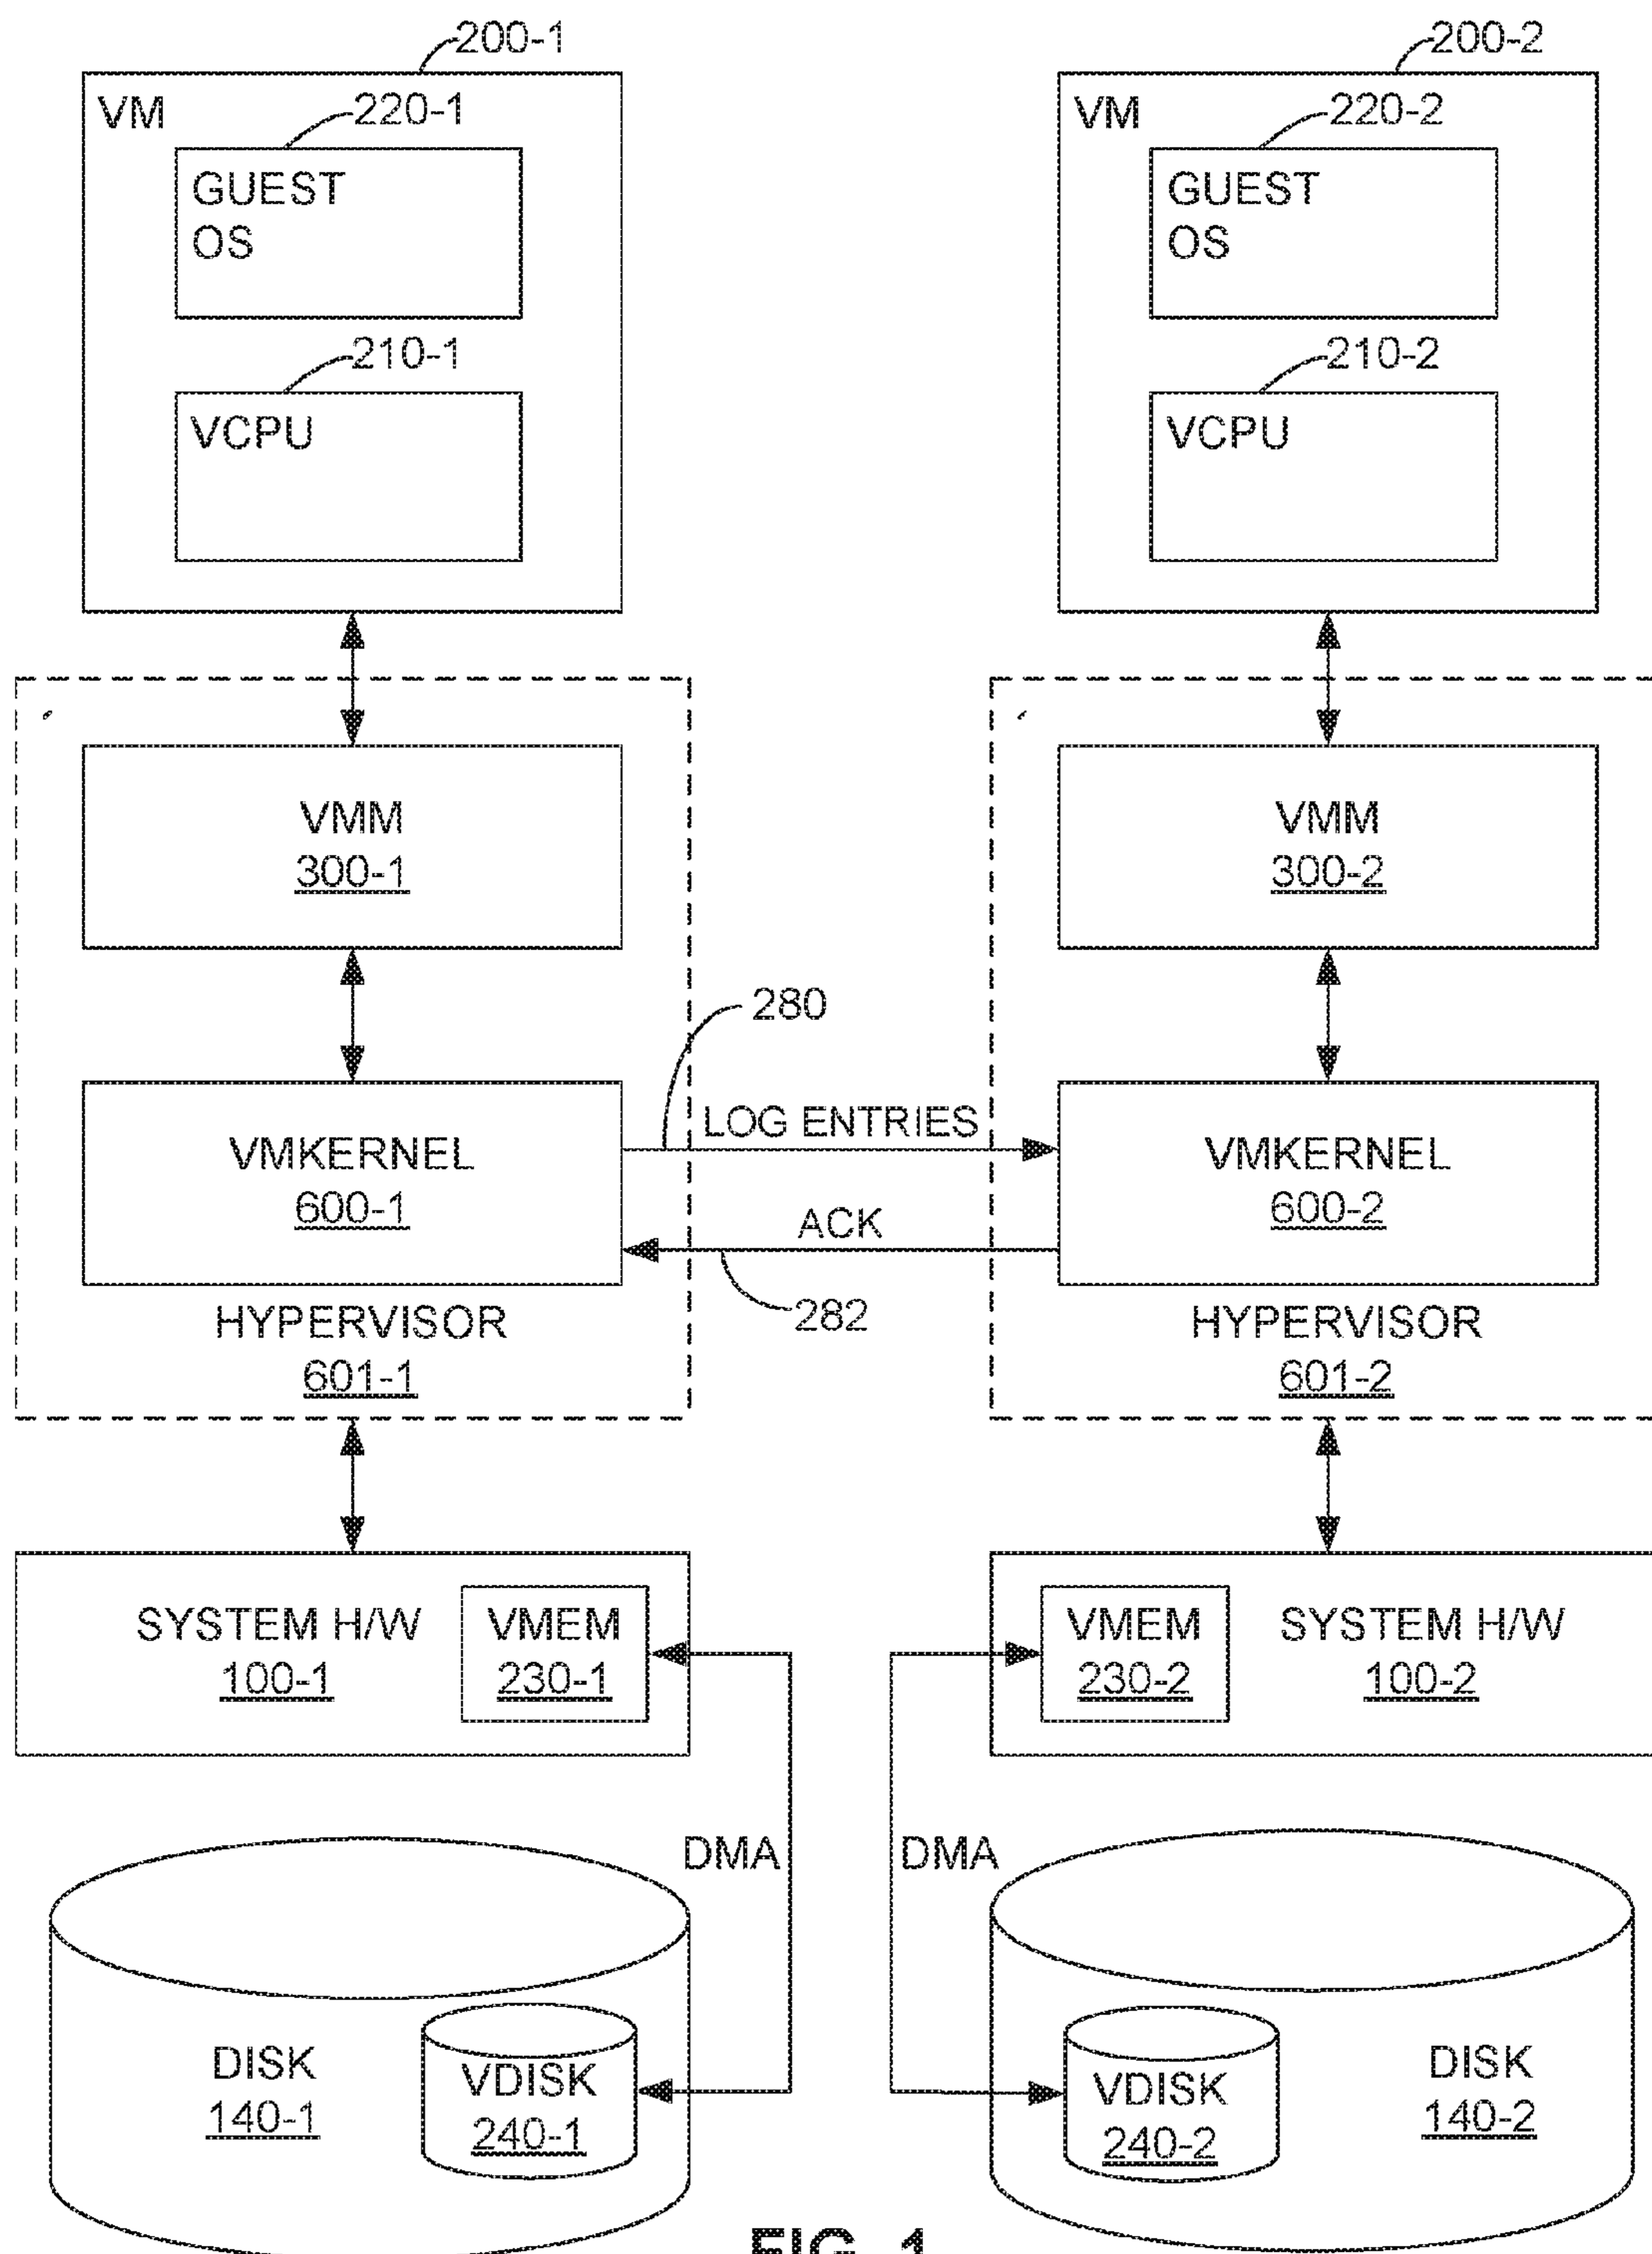 200-1
VM
220-1
GUEST
OS
210-1
VCPU
200-2
VM
220-2
GUEST
OS
210-2
VCPU
VMM
300-1
VMM
300-2
280
LOG ENTRIES
VMKERNEL
600-1
VMKERNEL
600-2
ACK
282
HYPERVISOR
601-1
HYPERVISOR
601-2
SYSTEM H/W
100-1
VMEM
230-1
VMEM
230-2
SYSTEM H/W
100-2
DMA
DMA
DISK
140-1
VDISK
240-1
VDISK
240-2
DISK
140-2
FIG. 1